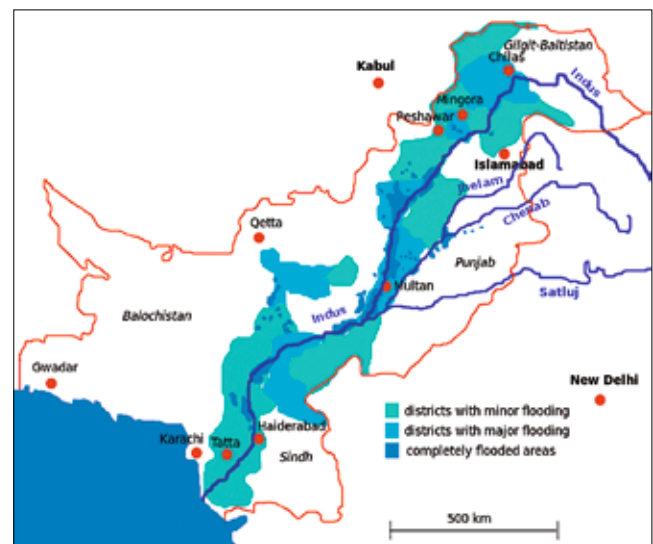 Gilgit-Baltistan
Chilas
Kabul
Indus
Mingora
Peshawar
Islamabad
Jhelam
Chenab
Qetta
Punjab
Multan
Satluj
Indus
Balochistan
Gwadar
New Delhi
districts with minor flooding
districts with major flooding
completely flooded areas
Haiderabad
Karachi
Tatta
Sindh
500 km